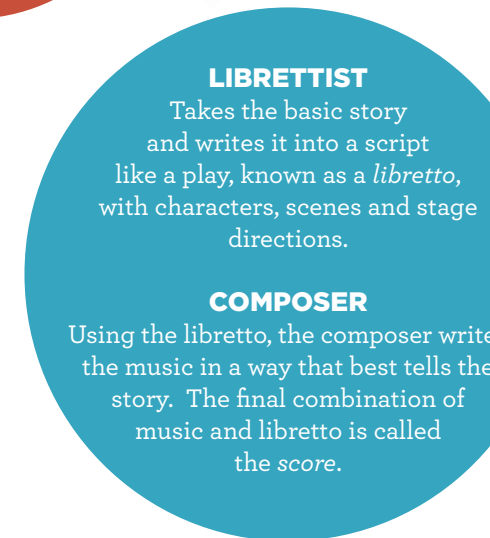 LIBRETTIST
Takes the basic story
and writes it into a script
like a play, known as a libretto,
with characters, scenes and stage
directions.
COMPOSER
Using the libretto, the composer write
the music in a way that best tells the
story. The final combination of
music and libretto is called
the score.